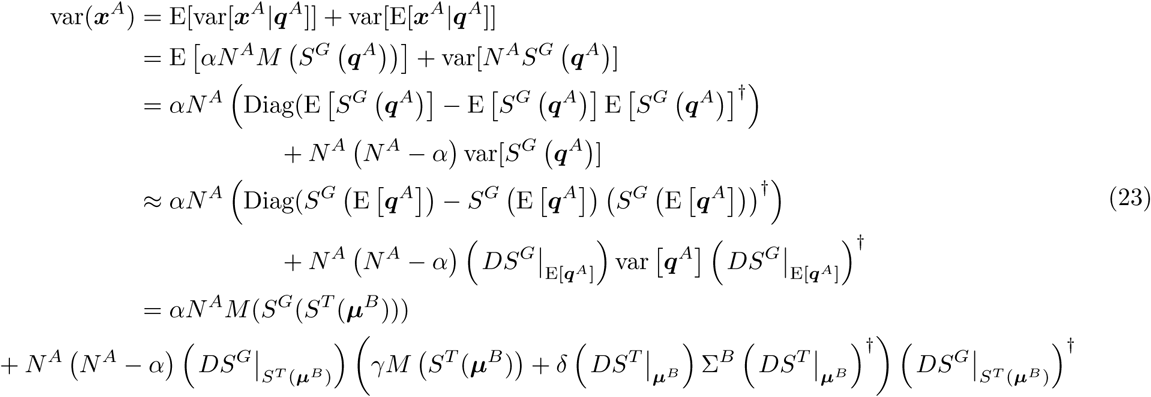 var(𝒙^A) = E[var[𝒙^A|𝒒^A]] + var[E[𝒙^A|𝒒^A]]
= E [αN^A M (S^G (𝒒^A))] + var[N^A S^G (𝒒^A)]
= αN^A (Diag(E [S^G (𝒒^A)] − E [S^G (𝒒^A)] E [S^G (𝒒^A)]^†)
+ N^A (N^A − α) var[S^G (𝒒^A)]
≈ αN^A (Diag(S^G (E [𝒒^A]) − S^G (E [𝒒^A]) (S^G (E [𝒒^A]))^†) (23)
+ N^A (N^A − α) (DS^G|_{E[𝒒^A]}) var [𝒒^A] (DS^G|_{E[𝒒^A]})^†
= αN^A M(S^G(S^T(𝝁^B)))
+ N^A (N^A − α) (DS^G|_{S^T(𝝁^B)}) (γM (S^T(𝝁^B)) + δ (DS^T|_{𝝁^B}) Σ^B (DS^T|_{𝝁^B})^†) (DS^G|_{S^T(𝝁^B)})^†